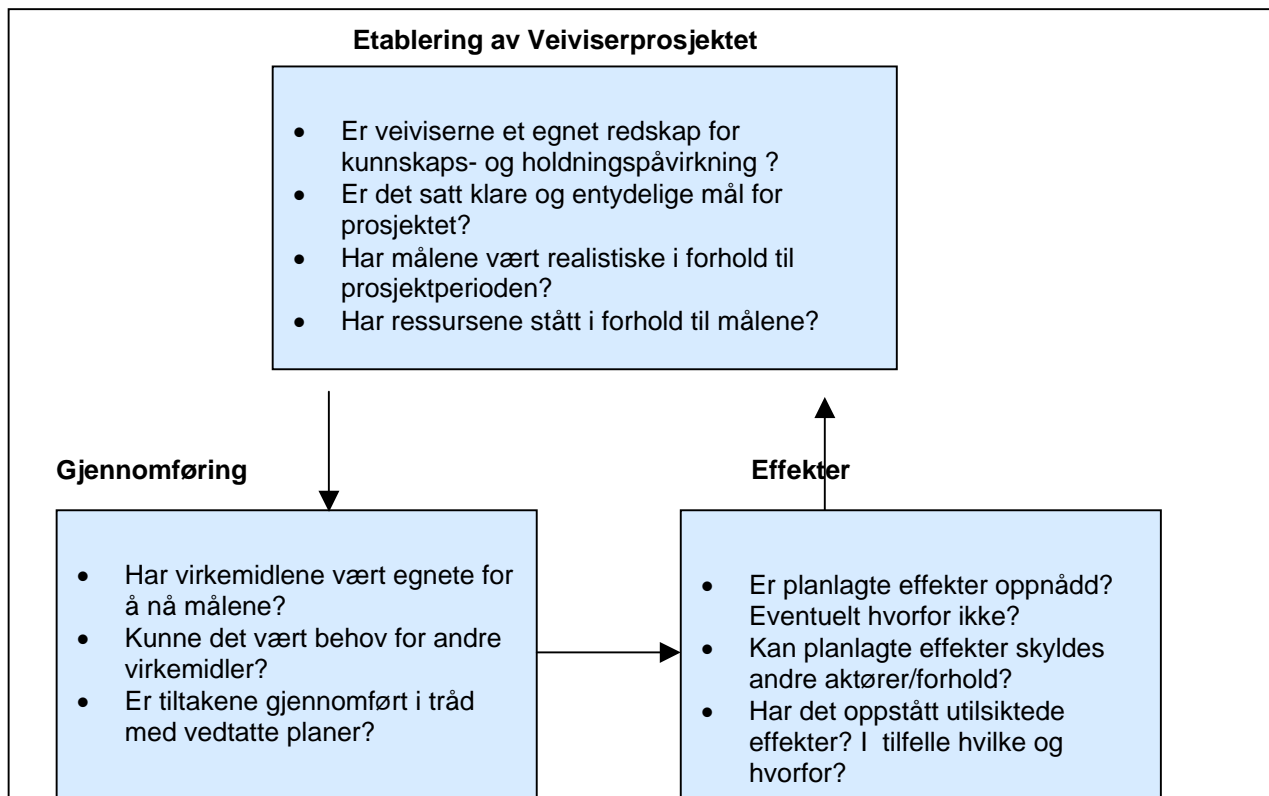 Etablering av Veiviserprosjektet
• Er veiviserne et egnet redskap for
kunnskaps- og holdningspåvirkning ?
• Er det satt klare og entydelige mål for
prosjektet?
• Har målene vært realistiske i forhold til
prosjektperioden?
• Har ressursene stått i forhold til målene?
Gjennomføring
• Har virkemidlene vært egnete for
å nå målene?
• Kunne det vært behov for andre
virkemidler?
• Er tiltakene gjennomført i tråd
med vedtatte planer?
Effekter
• Er planlagte effekter oppnådd?
Eventuelt hvorfor ikke?
• Kan planlagte effekter skyldes
andre aktører/forhold?
• Har det oppstått utilsiktede
effekter? I tilfelle hvilke og
hvorfor?